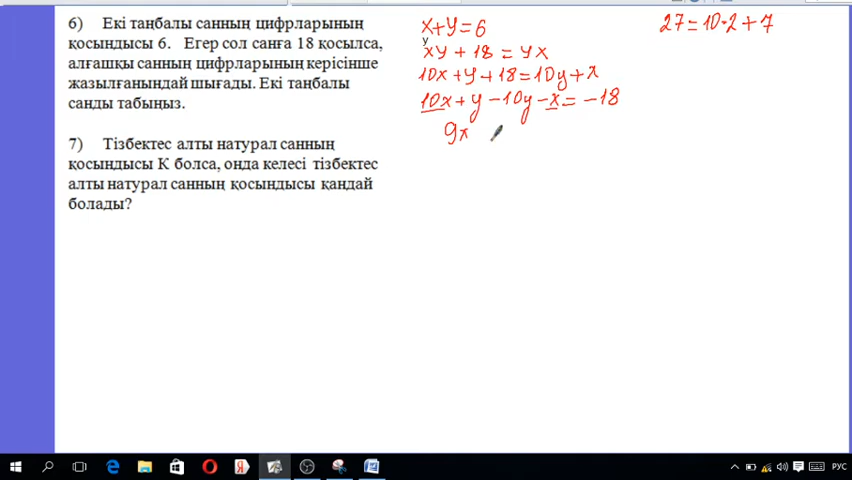 6) Екі таңбалы санның цифрларының
қосындысы 6. Егер сол санға 18 қосылса,
алғашқы санның цифрларының керісінше
жазылғанындай шығады. Екі таңбалы
санды табыңыз.
7) Тізбектес алты натурал санның
қосындысы К болса, онда келесі тізбектес
алты натурал санның қосындысы қандай
болады?
x+y=6
y
xy+18=yx
10x+y+18=10y+x
10x+y-10y-x=-18
9x
27=10·2+7
РУС